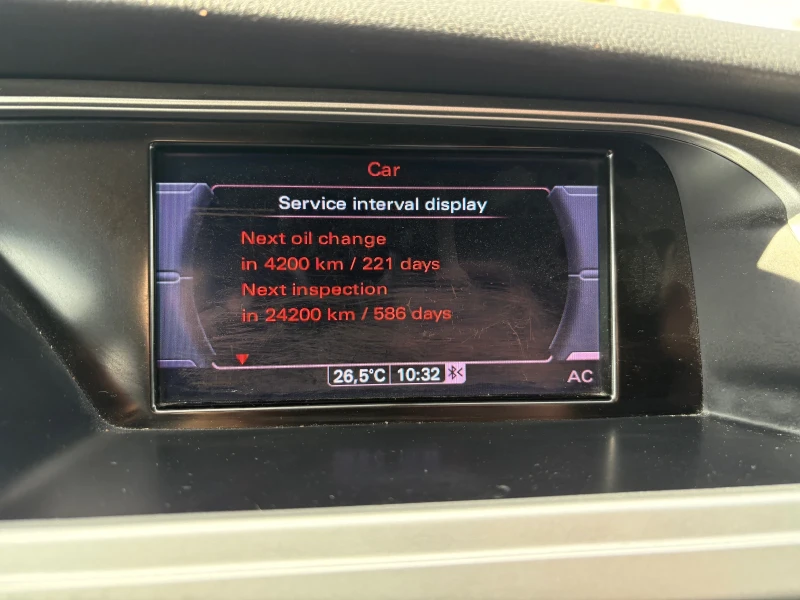 Car
Service interval display
Next oil change
in 4200 km / 221 days
Next inspection
in 24200 km / 586 days
26,5°C 10:32
AC